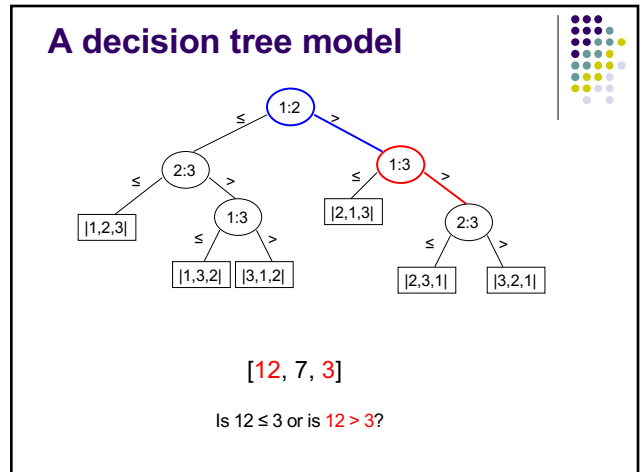 A decision tree model
1:2
≤ >
2:3 1:3
≤ > ≤ >
|1,2,3| 1:3 |2,1,3| 2:3
≤ > ≤ >
|1,3,2| |3,1,2| |2,3,1| |3,2,1|
[12, 7, 3]
Is 12 ≤ 3 or is 12 > 3?